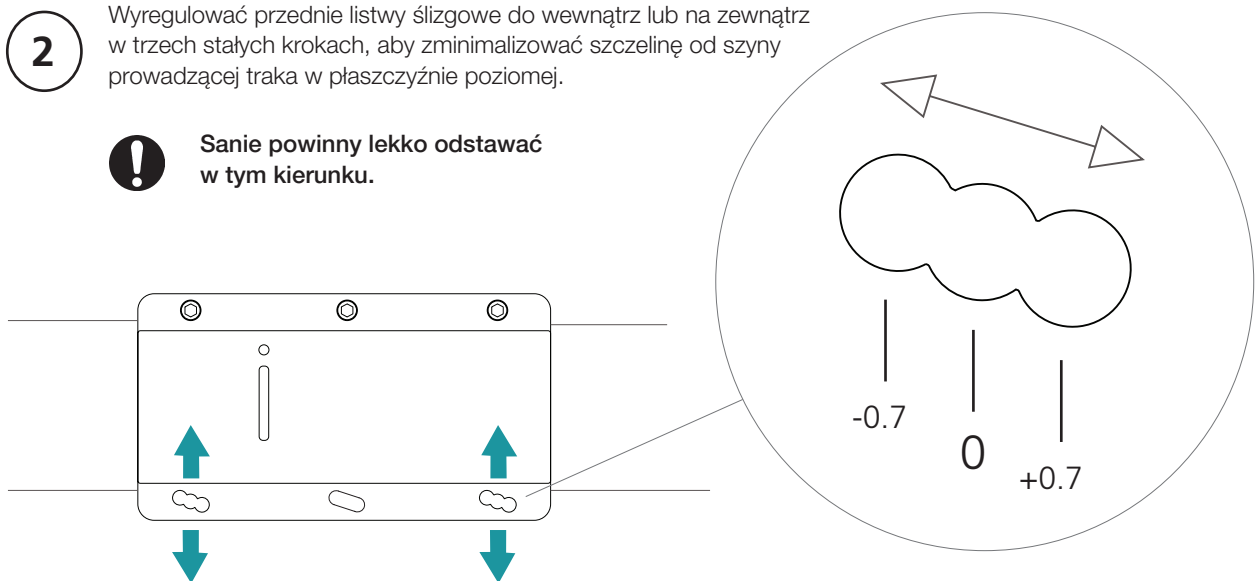 2
Wyregulować przednie listwy ślizgowe do wewnątrz lub na zewnątrz
w trzech stałych krokach, aby zminimalizować szczelinę od szyny
prowadzącej traka w płaszczyźnie poziomej.
Sanie powinny lekko odstawać
w tym kierunku.
-0.7
0
+0.7